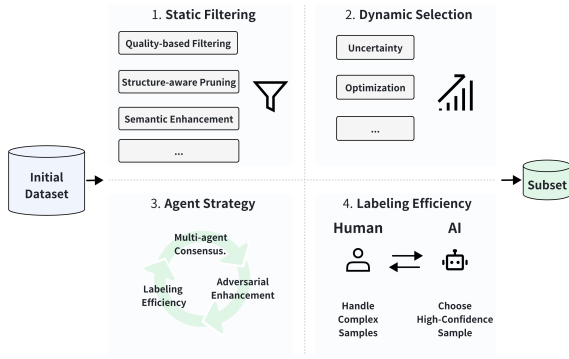 1. Static Filtering
Quality-based Filtering
Structure-aware Pruning
Semantic Enhancement
...
2. Dynamic Selection
Uncertainty
Optimization
...
Initial
Dataset
Subset
3. Agent Strategy
Multi-agent
Consensus.
Labeling
Efficiency
Adversarial
Enhancement
4. Labeling Efficiency
Human
AI
Handle
Complex
Samples
Choose
High-Confidence
Sample